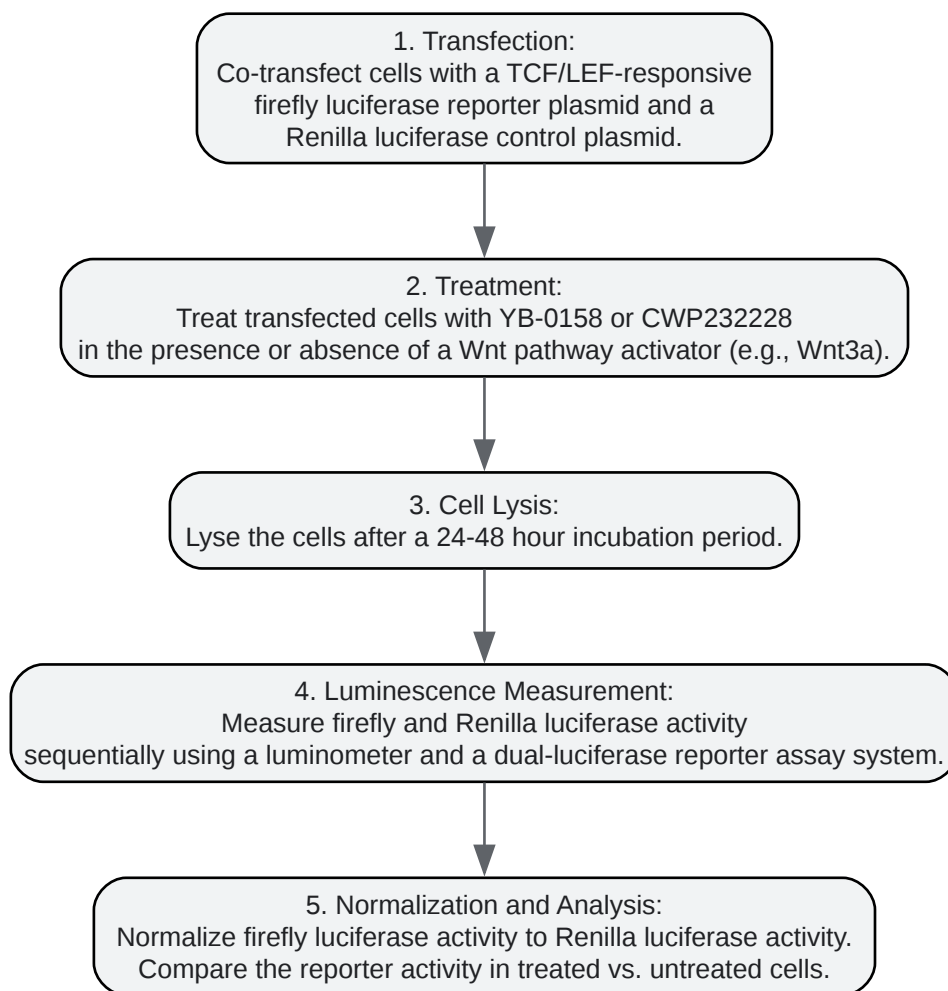 1. Transfection:
Co-transfect cells with a TCF/LEF-responsive
firefly luciferase reporter plasmid and a
Renilla luciferase control plasmid.
2. Treatment:
Treat transfected cells with YB-0158 or CWP232228
in the presence or absence of a Wnt pathway activator (e.g., Wnt3a).
3. Cell Lysis:
Lyse the cells after a 24-48 hour incubation period.
4. Luminescence Measurement:
Measure firefly and Renilla luciferase activity
sequentially using a luminometer and a dual-luciferase reporter assay system.
5. Normalization and Analysis:
Normalize firefly luciferase activity to Renilla luciferase activity.
Compare the reporter activity in treated vs. untreated cells.